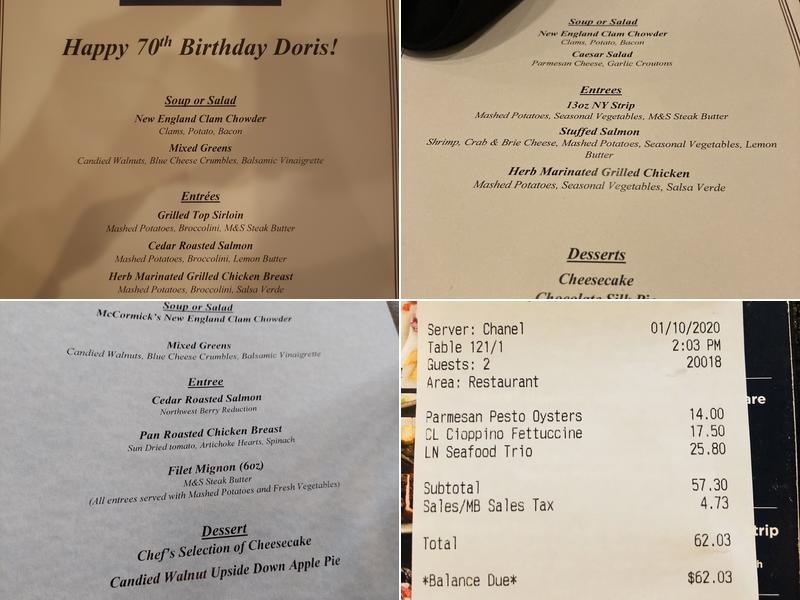 Happy 70th Birthday Doris!
Soup or Salad
New England Clam Chowder
Clams, Potato, Bacon
Mixed Greens
Candied Walnuts, Blue Cheese Crumbles, Balsamic Vinaigrette
Entrées
Grilled Top Sirloin
Mashed Potatoes, Broccolini, M&S Steak Butter
Cedar Roasted Salmon
Mashed Potatoes, Broccolini, Lemon Butter
Herb Marinated Grilled Chicken Breast
Mashed Potatoes, Broccolini, Salsa Verde
Soup or Salad
New England Clam Chowder
Clams, Potato, Bacon
Caesar Salad
Parmesan Cheese, Garlic Croutons
Entrees
13oz NY Strip
Mashed Potatoes, Seasonal Vegetables, M&S Steak Butter
Stuffed Salmon
Shrimp, Crab & Brie Cheese, Mashed Potatoes, Seasonal Vegetables, Lemon
Butter
Herb Marinated Grilled Chicken
Mashed Potatoes, Seasonal Vegetables, Salsa Verde
Desserts
Cheesecake
Chocolate Silk Pie
Soup or Salad
McCormick's New England Clam Chowder
Mixed Greens
Candied Walnuts, Blue Cheese Crumbles, Balsamic Vinaigrette
Entree
Cedar Roasted Salmon
Northwest Berry Reduction
Pan Roasted Chicken Breast
Sun Dried tomato, Artichoke Hearts, Spinach
Filet Mignon (6oz)
M&S Steak Butter
(All entrees served with Mashed Potatoes and Fresh Vegetables)
Dessert
Chef's Selection of Cheesecake
Candied Walnut Upside Down Apple Pie
Server: Chanel 01/10/2020
Table 121/1 2:03 PM
Guests: 2 20018
Area: Restaurant
Parmesan Pesto Oysters 14.00
CL Cioppino Fettuccine 17.50
LN Seafood Trio 25.80
Subtotal 57.30
Sales/MB Sales Tax 4.73
Total 62.03
*Balance Due* $62.03
are
trip
h